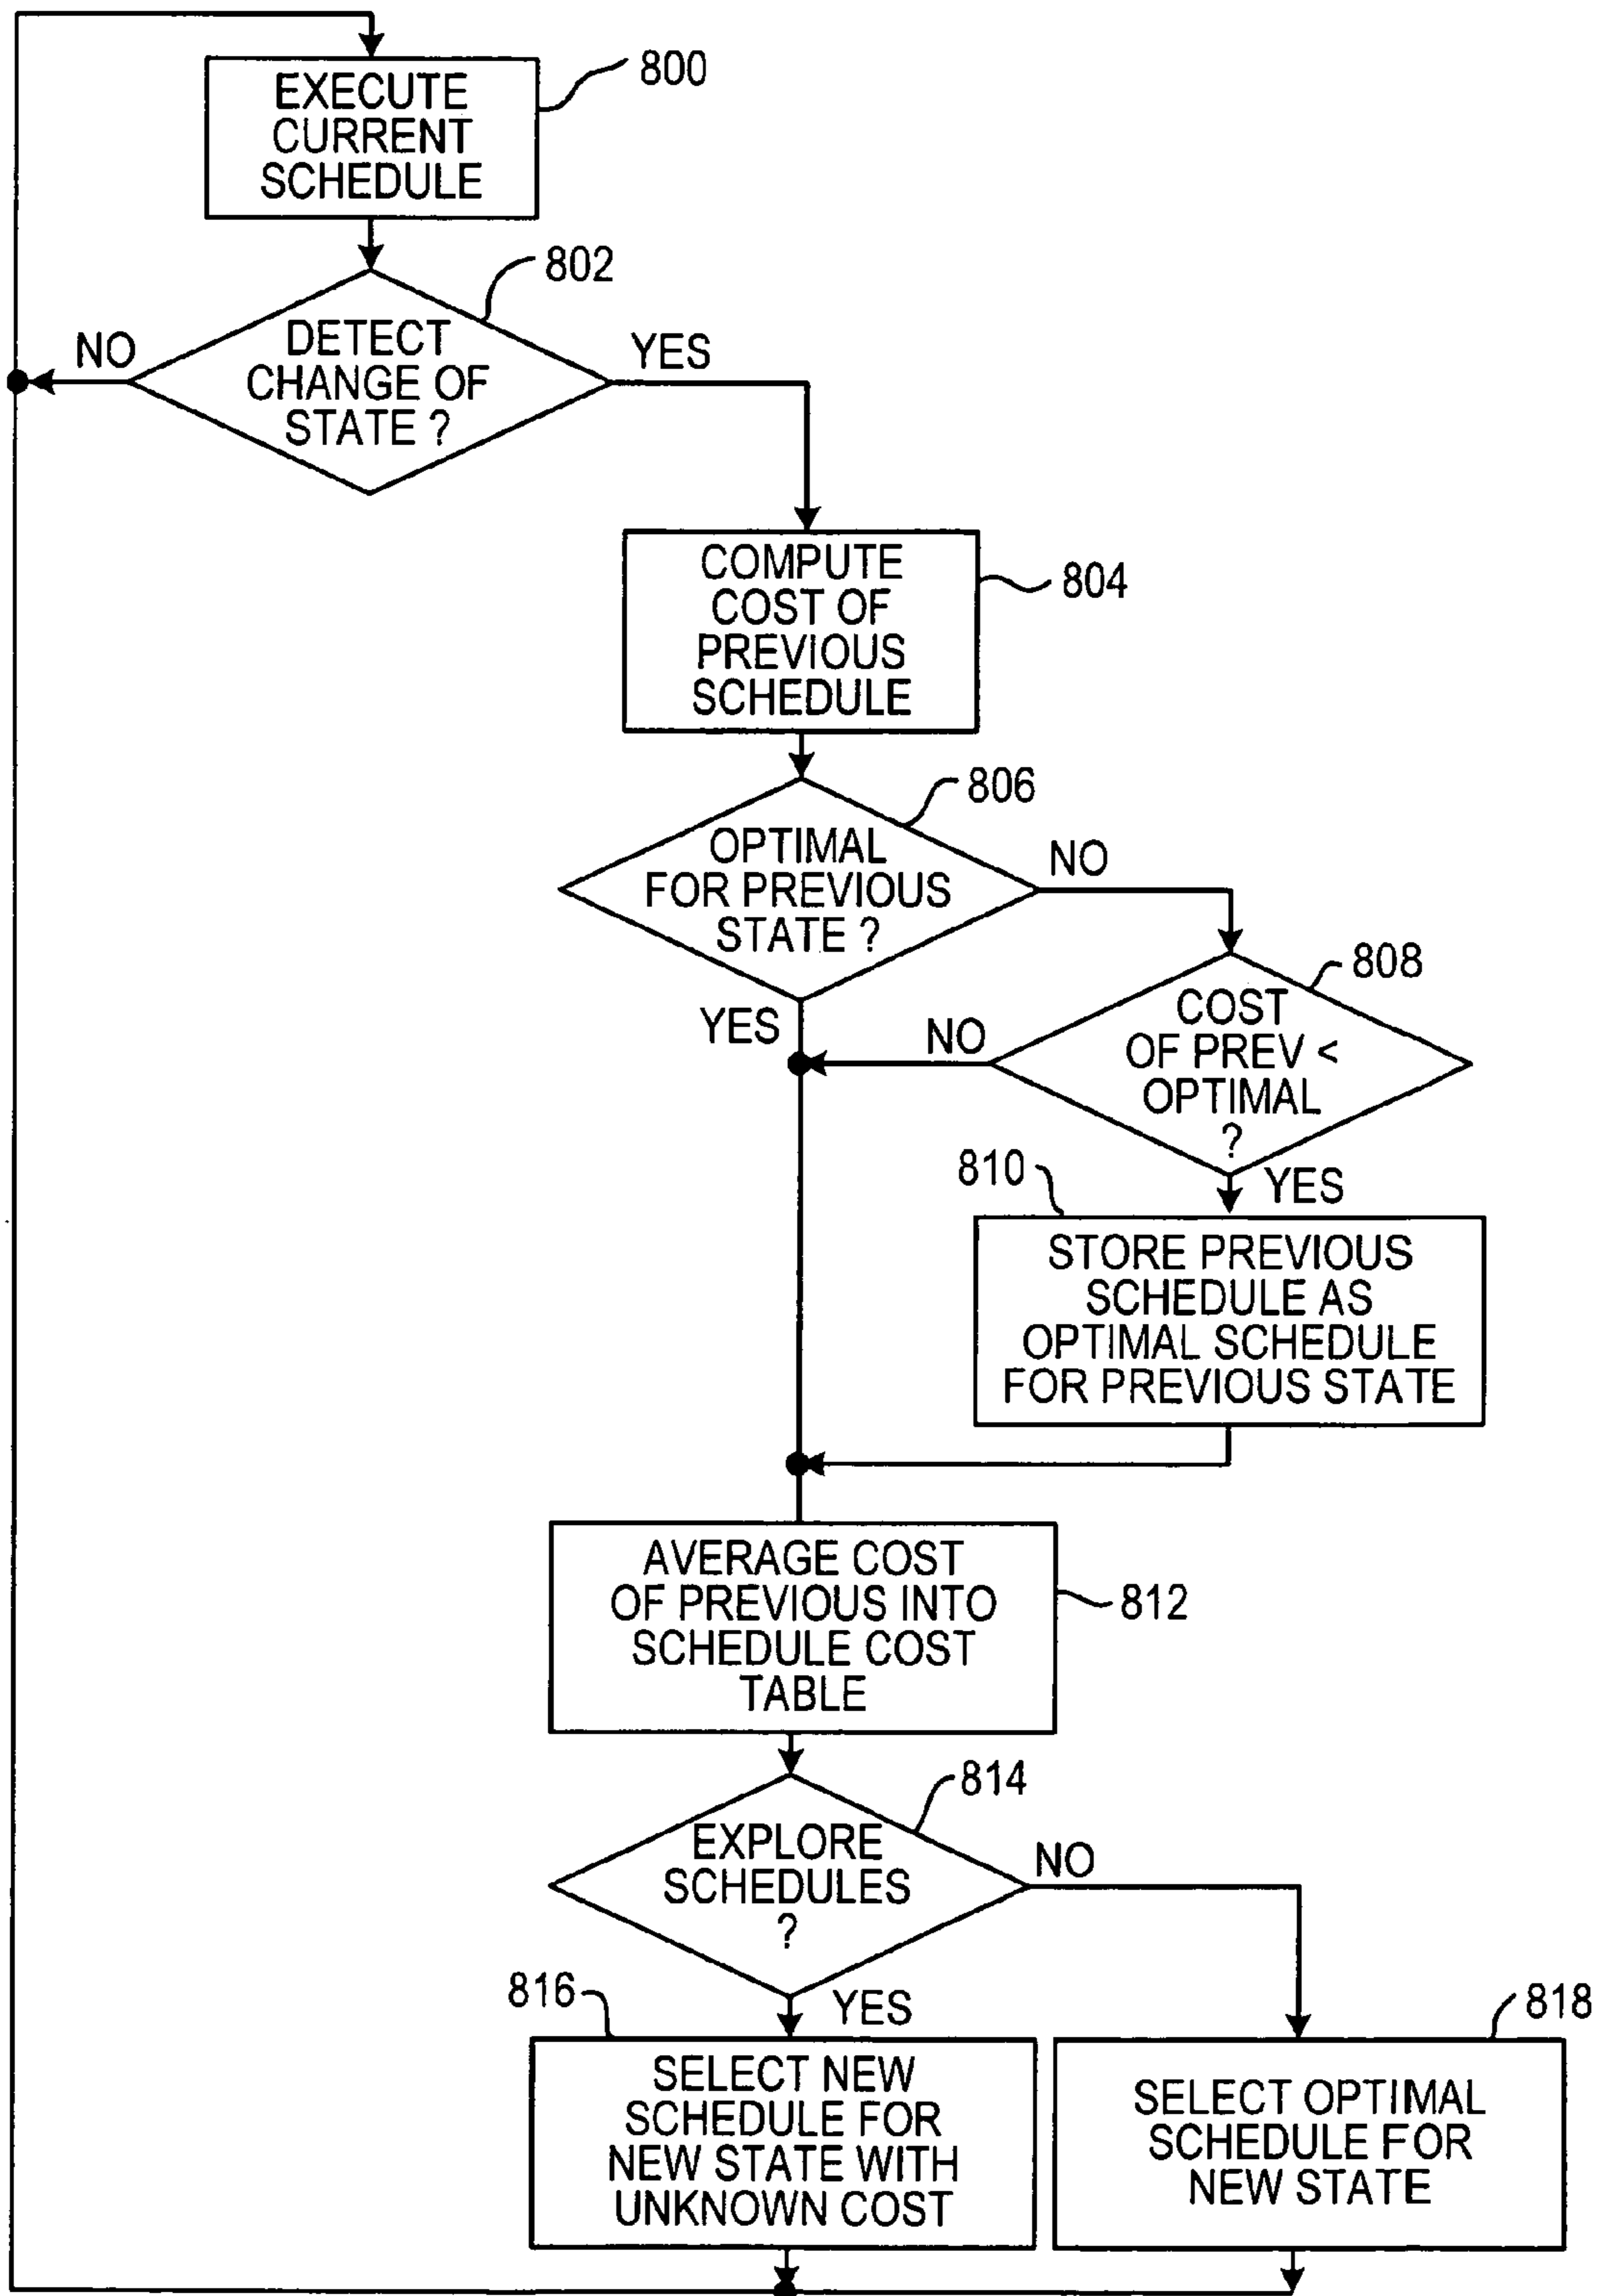 EXECUTE
CURRENT
SCHEDULE
800
DETECT
CHANGE OF
STATE ?
802
NO
YES
COMPUTE
COST OF
PREVIOUS
SCHEDULE
804
OPTIMAL
FOR PREVIOUS
STATE ?
806
NO
YES
COST
OF PREV <
OPTIMAL
?
808
NO
YES
810
STORE PREVIOUS
SCHEDULE AS
OPTIMAL SCHEDULE
FOR PREVIOUS STATE
AVERAGE COST
OF PREVIOUS INTO
SCHEDULE COST
TABLE
812
EXPLORE
SCHEDULES
?
814
NO
YES
816
SELECT NEW
SCHEDULE FOR
NEW STATE WITH
UNKNOWN COST
818
SELECT OPTIMAL
SCHEDULE FOR
NEW STATE